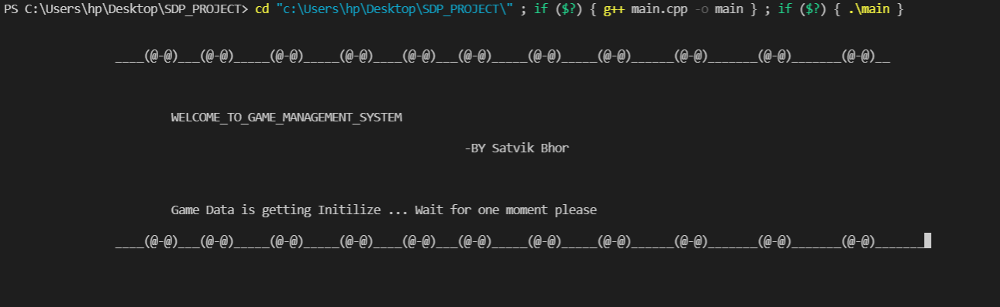 PS C:\Users\hp\Desktop\SDP_PROJECT> cd "c:\Users\hp\Desktop\SDP_PROJECT\" ; if ($?) { g++ main.cpp -o main } ; if ($?) { .\main }
____(@-@)___(@-@)_____(@-@)_____(@-@)____(@-@)___(@-@)_____(@-@)_____(@-@)______(@-@)_______(@-@)_______(@-@)__
WELCOME_TO_GAME_MANAGEMENT_SYSTEM
-BY Satvik Bhor
Game Data is getting Initilize ... Wait for one moment please
____(@-@)___(@-@)_____(@-@)_____(@-@)____(@-@)___(@-@)_____(@-@)_____(@-@)______(@-@)_______(@-@)_______(@-@)_______